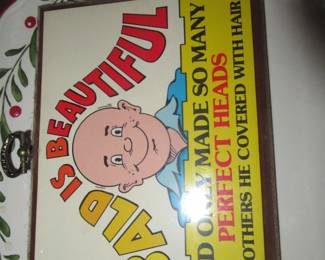 BALD IS BEAUTIFUL
D ONLY MADE SO MANY
PERFECT HEADS
OTHERS HE COVERED WITH HAIR